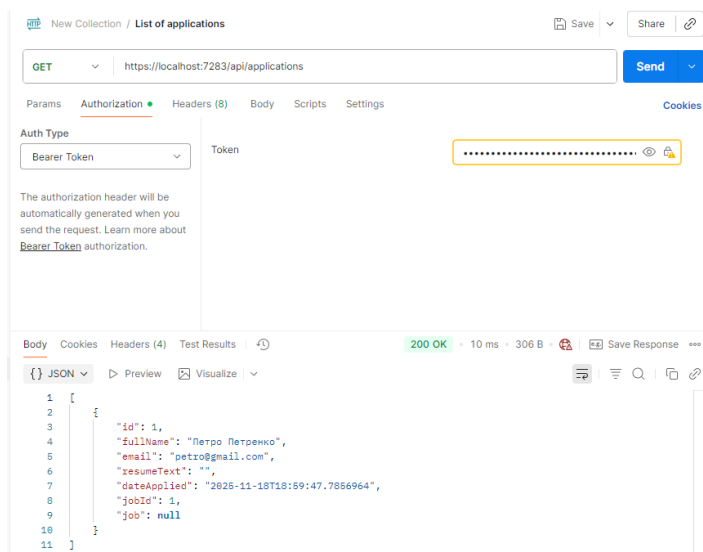 HTTP New Collection / List of applications Save Share
GET https://localhost:7283/api/applications Send
Params Authorization Headers (8) Body Scripts Settings Cookies
Auth Type
Bearer Token
Token
••••••••••••••••••••••••••••••
The authorization header will be
automatically generated when you
send the request. Learn more about
Bearer Token authorization.
Body Cookies Headers (4) Test Results 200 OK • 10 ms • 306 B • e.g. Save Response
{} JSON Preview Visualize
1 [
2 {
3 "id": 1,
4 "fullName": "Петро Петренко",
5 "email": "petro@gmail.com",
6 "resumeText": "",
7 "dateApplied": "2025-11-18T18:59:47.7856964",
8 "jobId": 1,
9 "job": null
10 }
11 ]